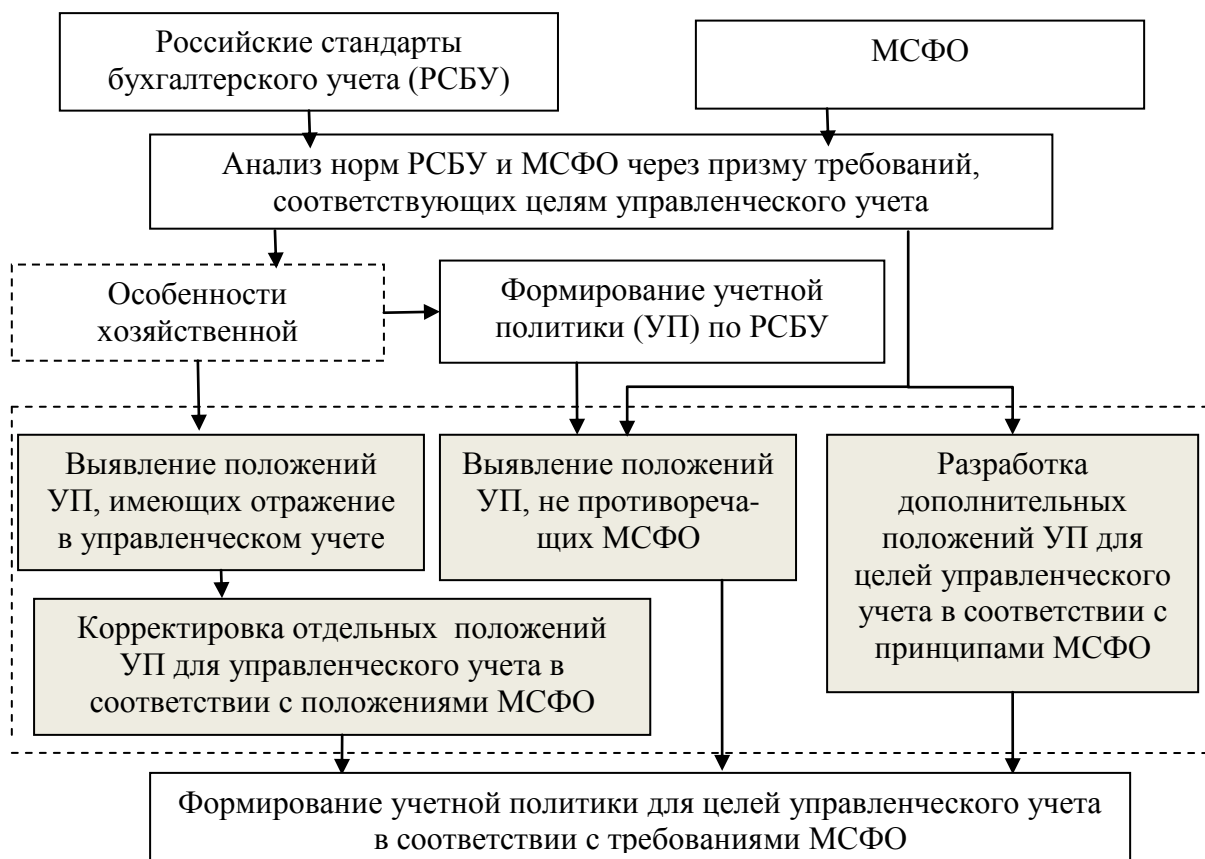 Российские стандарты
бухгалтерского учета (РСБУ)
МСФО
Анализ норм РСБУ и МСФО через призму требований,
соответствующих целям управленческого учета
Особенности
хозяйственной
Формирование учетной
политики (УП) по РСБУ
Выявление положений
УП, имеющих отражение
в управленческом учете
Выявление положений
УП, не противореча-
щих МСФО
Разработка
дополнительных
положений УП для
целей управленческого
учета в соответствии с
принципами МСФО
Корректировка отдельных положений
УП для управленческого учета в
соответствии с положениями МСФО
Формирование учетной политики для целей управленческого учета
в соответствии с требованиями МСФО